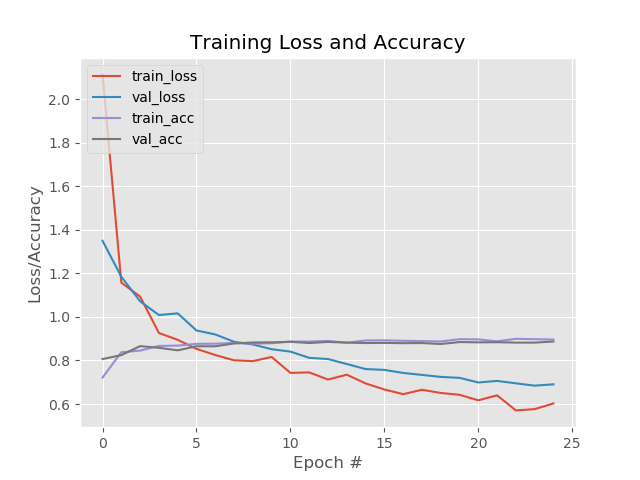 Training Loss and Accuracy
train_loss
val_loss
train_acc
val_acc
2.0
1.8
1.6
1.4
1.2
1.0
0.8
0.6
Loss/Accuracy
0 5 10 15 20 25
Epoch #